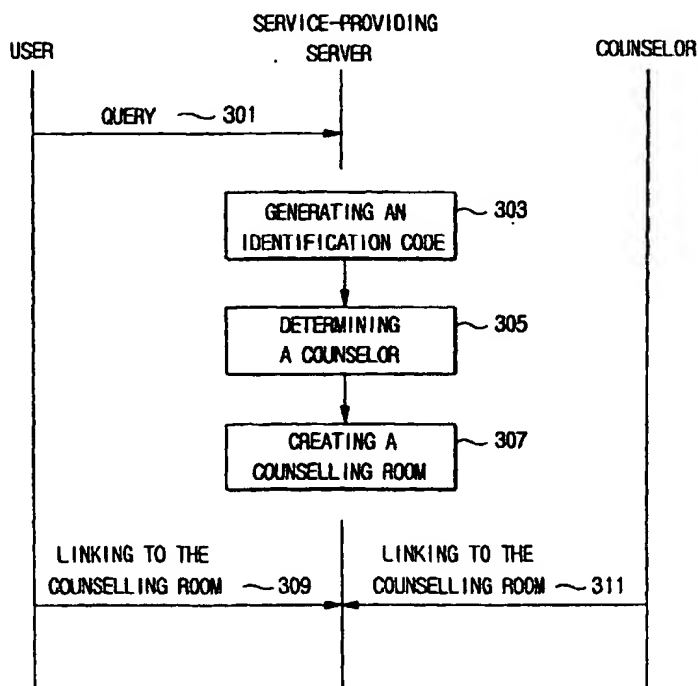 USER
SERVICE-PROVIDING
SERVER
COUNSELOR
QUERY 301
GENERATING AN
IDENTIFICATION CODE
303
DETERMINING
A COUNSELOR
305
CREATING A
COUNSELLING ROOM
307
LINKING TO THE
COUNSELLING ROOM 309
LINKING TO THE
COUNSELLING ROOM 311